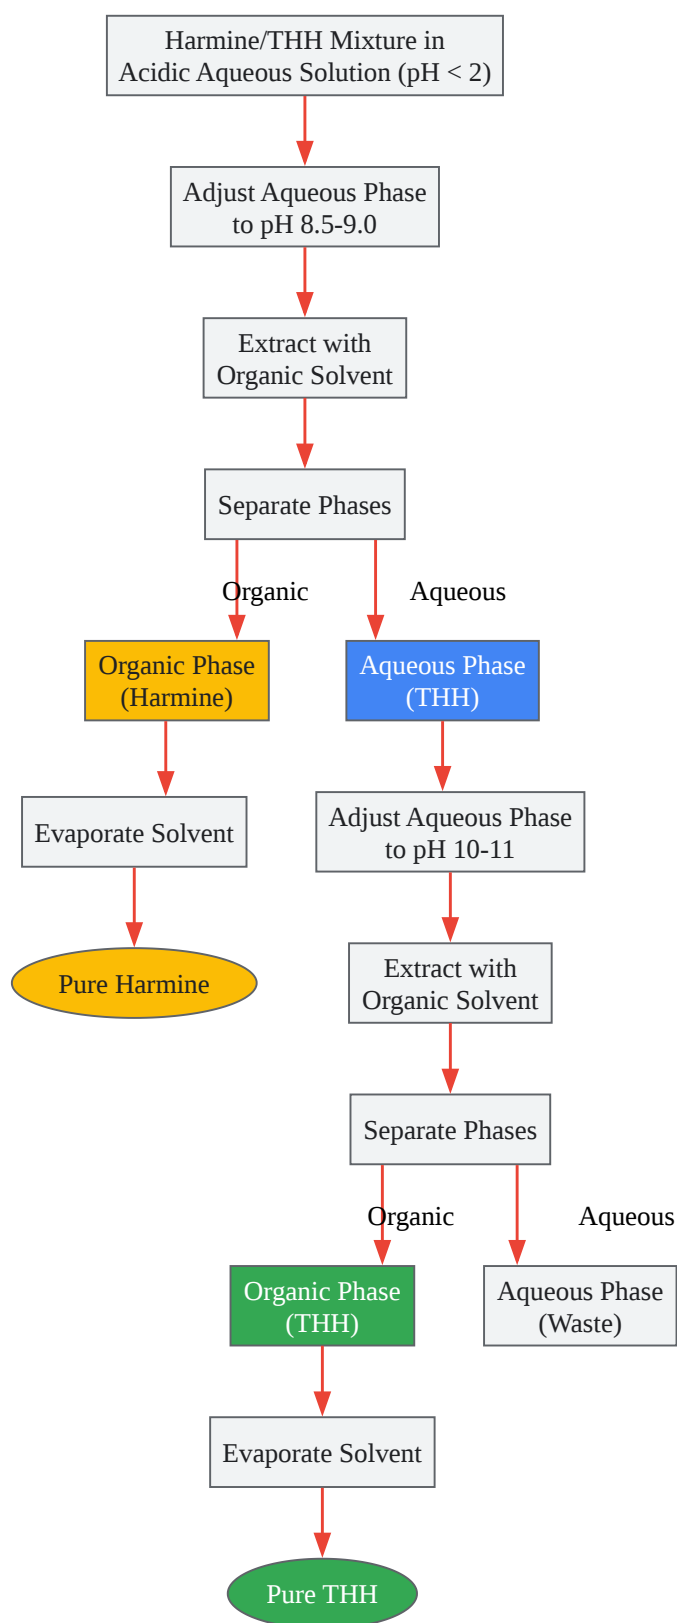 Harmine/THH Mixture in
Acidic Aqueous Solution (pH < 2)
Adjust Aqueous Phase
to pH 8.5-9.0
Extract with
Organic Solvent
Separate Phases
Organic
Aqueous
Organic Phase
(Harmine)
Aqueous Phase
(THH)
Evaporate Solvent
Adjust Aqueous Phase
to pH 10-11
Pure Harmine
Extract with
Organic Solvent
Separate Phases
Organic
Aqueous
Organic Phase
(THH)
Aqueous Phase
(Waste)
Evaporate Solvent
Pure THH